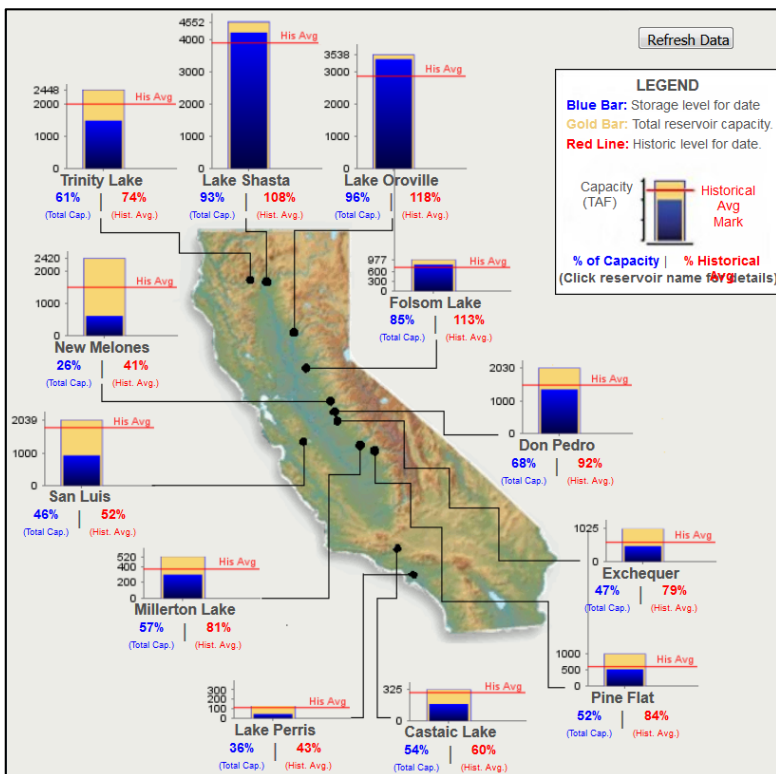 Refresh Data
LEGEND
Blue Bar: Storage level for date
Gold Bar: Total reservoir capacity.
Red Line: Historic level for date.
Capacity
(TAF)
Historical
Avg
Mark
% of Capacity | % Historical
Avg
(Click reservoir name for details)
2448
2000
1000
His Avg
Trinity Lake
61% | 74%
(Total Cap.) (Hist. Avg.)
4552
4000
3000
2000
1000
0
His Avg
Lake Shasta
93% | 108%
(Total Cap.) (Hist. Avg.)
3538
3000
2000
1000
0
His Avg
Lake Oroville
96% | 118%
(Total Cap.) (Hist. Avg.)
2420
2000
1000
His Avg
New Melones
26% | 41%
(Total Cap.) (Hist. Avg.)
977
600
300
0
His Avg
Folsom Lake
85% | 113%
(Total Cap.) (Hist. Avg.)
2039
1000
0
His Avg
San Luis
46% | 52%
(Total Cap.) (Hist. Avg.)
2030
1000
0
His Avg
Don Pedro
68% | 92%
(Total Cap.) (Hist. Avg.)
520
400
200
0
His Avg
Millerton Lake
57% | 81%
(Total Cap.) (Hist. Avg.)
1025
0
His Avg
Exchequer
47% | 79%
(Total Cap.) (Hist. Avg.)
300
200
100
0
His Avg
Lake Perris
36% | 43%
(Total Cap.) (Hist. Avg.)
325
0
His Avg
Castaic Lake
54% | 60%
(Total Cap.) (Hist. Avg.)
1000
500
0
His Avg
Pine Flat
52% | 84%
(Total Cap.) (Hist. Avg.)